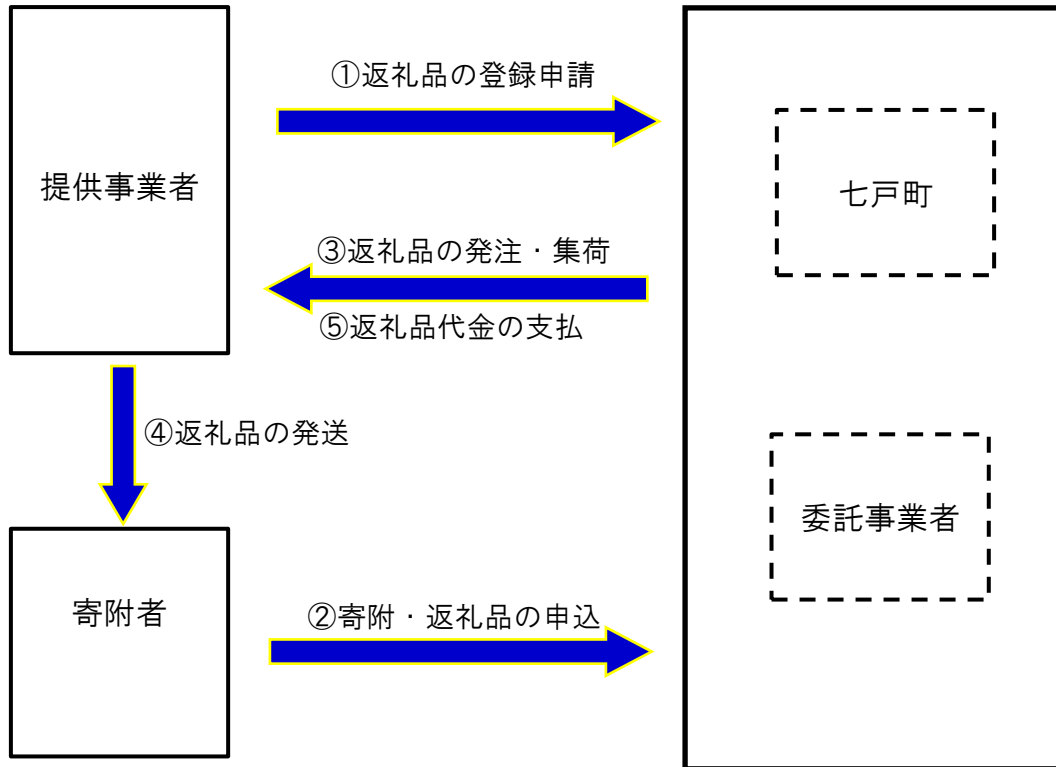 ①返礼品の登録申請
提供事業者
七戸町
③返礼品の発注・集荷
⑤返礼品代金の支払
④返礼品の発送
委託事業者
寄附者
②寄附・返礼品の申込